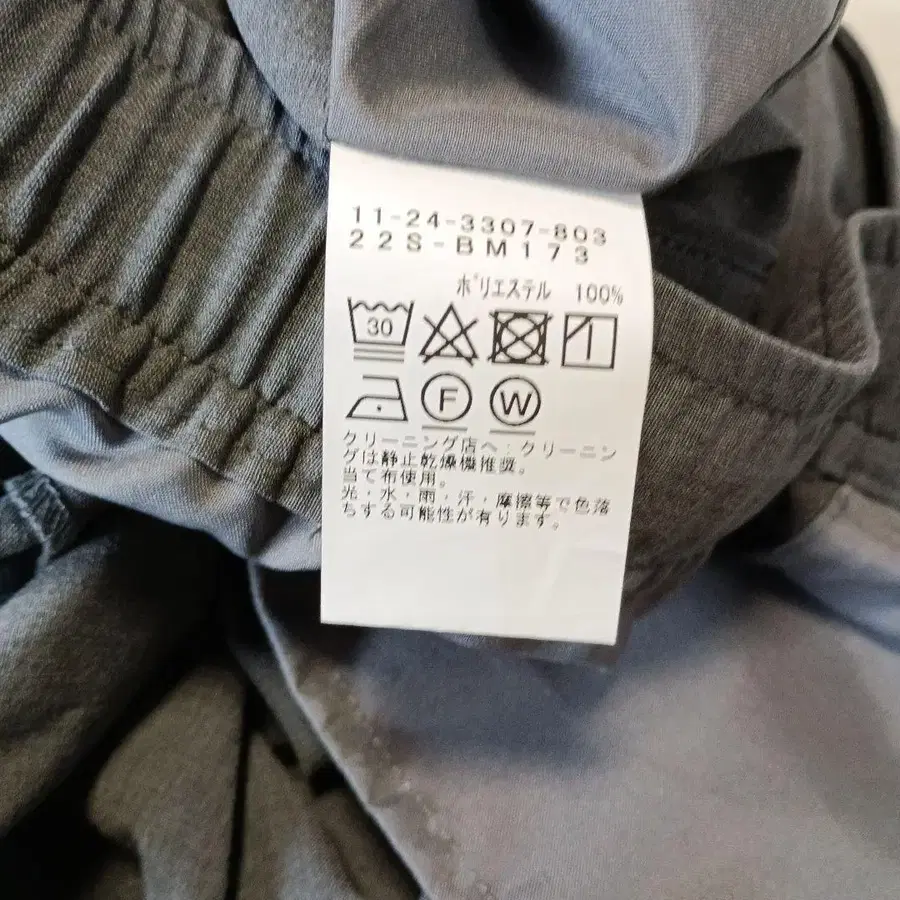 11-24-3307-803
22S-BM173
ポリエステル 100%
30
F W
クリーニング店へ：クリーニン
グは静止乾燥機推奨。
当て布使用。
光・水・雨・汗・摩擦等で色落
ちする可能性が有ります。